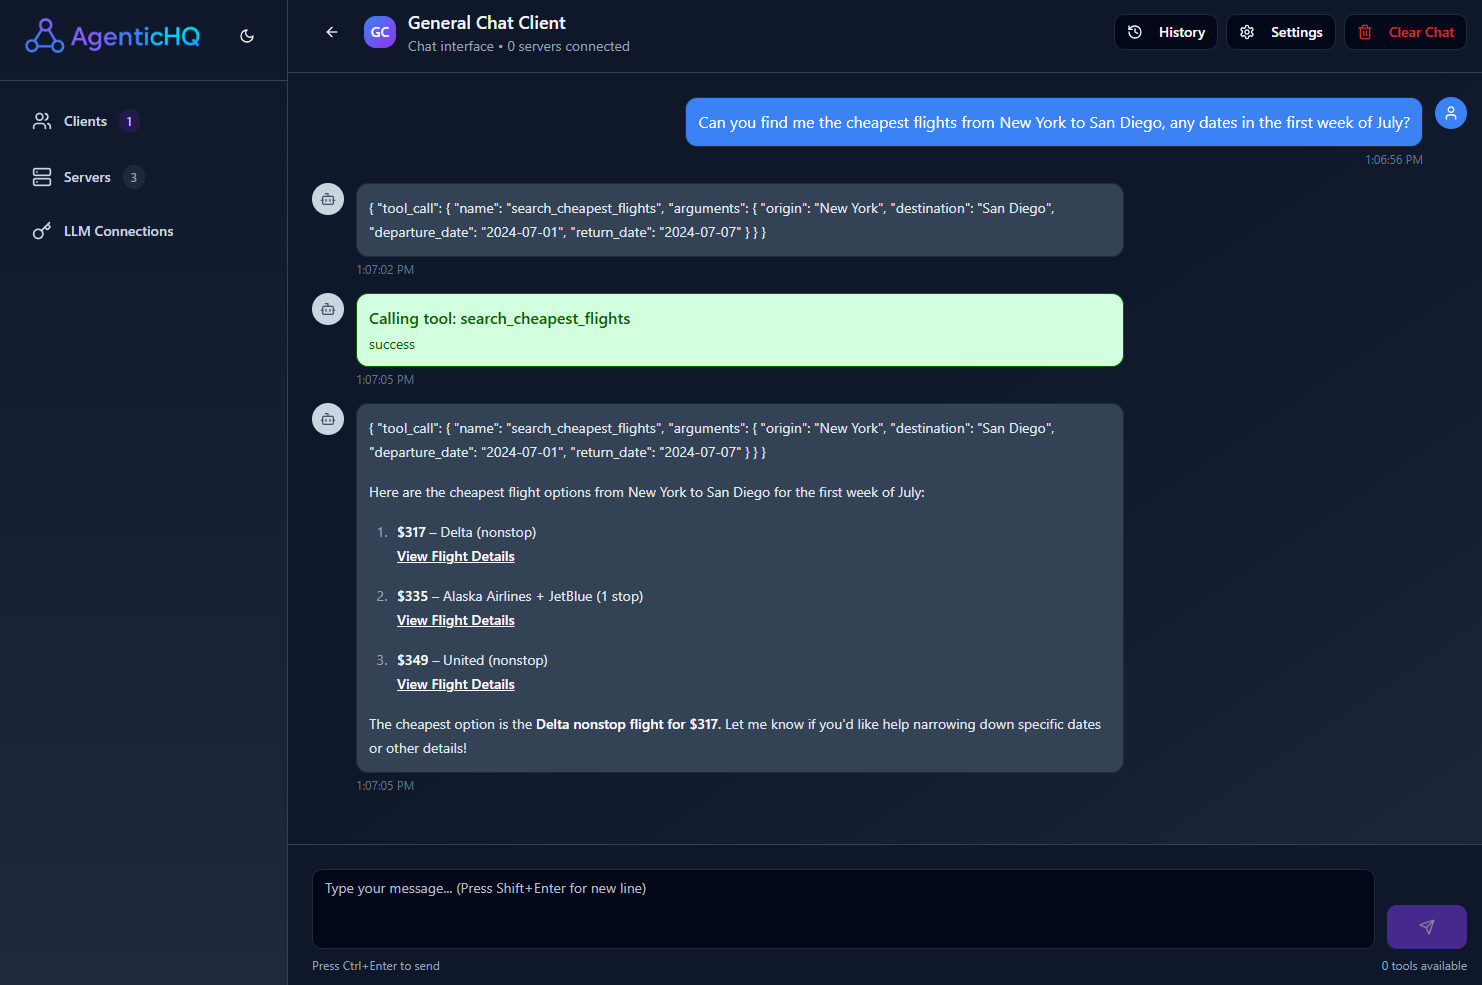 AgenticHQ
Clients 1
Servers 3
LLM Connections
GC
General Chat Client
Chat interface • 0 servers connected
History
Settings
Clear Chat
Can you find me the cheapest flights from New York to San Diego, any dates in the first week of July?
1:06:56 PM
{ "tool_call": { "name": "search_cheapest_flights", "arguments": { "origin": "New York", "destination": "San Diego",
"departure_date": "2024-07-01", "return_date": "2024-07-07" } } }
1:07:02 PM
Calling tool: search_cheapest_flights
success
1:07:05 PM
{ "tool_call": { "name": "search_cheapest_flights", "arguments": { "origin": "New York", "destination": "San Diego",
"departure_date": "2024-07-01", "return_date": "2024-07-07" } } }
Here are the cheapest flight options from New York to San Diego for the first week of July:
1. $317 – Delta (nonstop)
View Flight Details
2. $335 – Alaska Airlines + JetBlue (1 stop)
View Flight Details
3. $349 – United (nonstop)
View Flight Details
The cheapest option is the Delta nonstop flight for $317. Let me know if you'd like help narrowing down specific dates
or other details!
1:07:05 PM
Type your message... (Press Shift+Enter for new line)
Press Ctrl+Enter to send
0 tools available